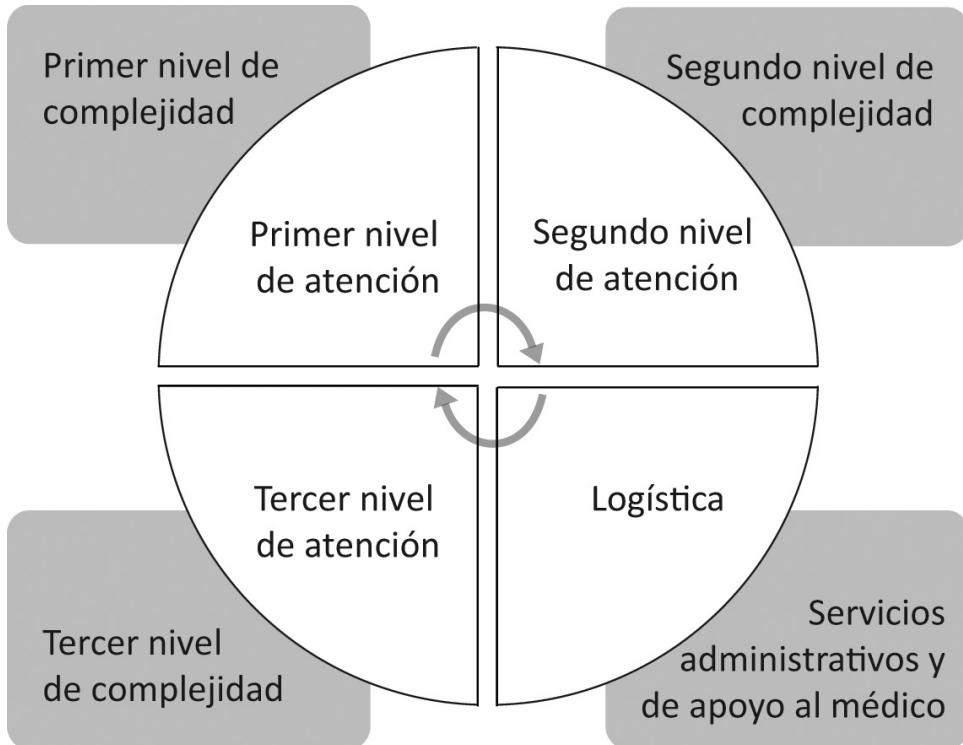 Primer nivel de
complejidad
Segundo nivel de
complejidad
Primer nivel
de atención
Segundo nivel
de atención
Tercer nivel
de atención
Logística
Tercer nivel
de complejidad
Servicios
administrativos y
de apoyo al médico